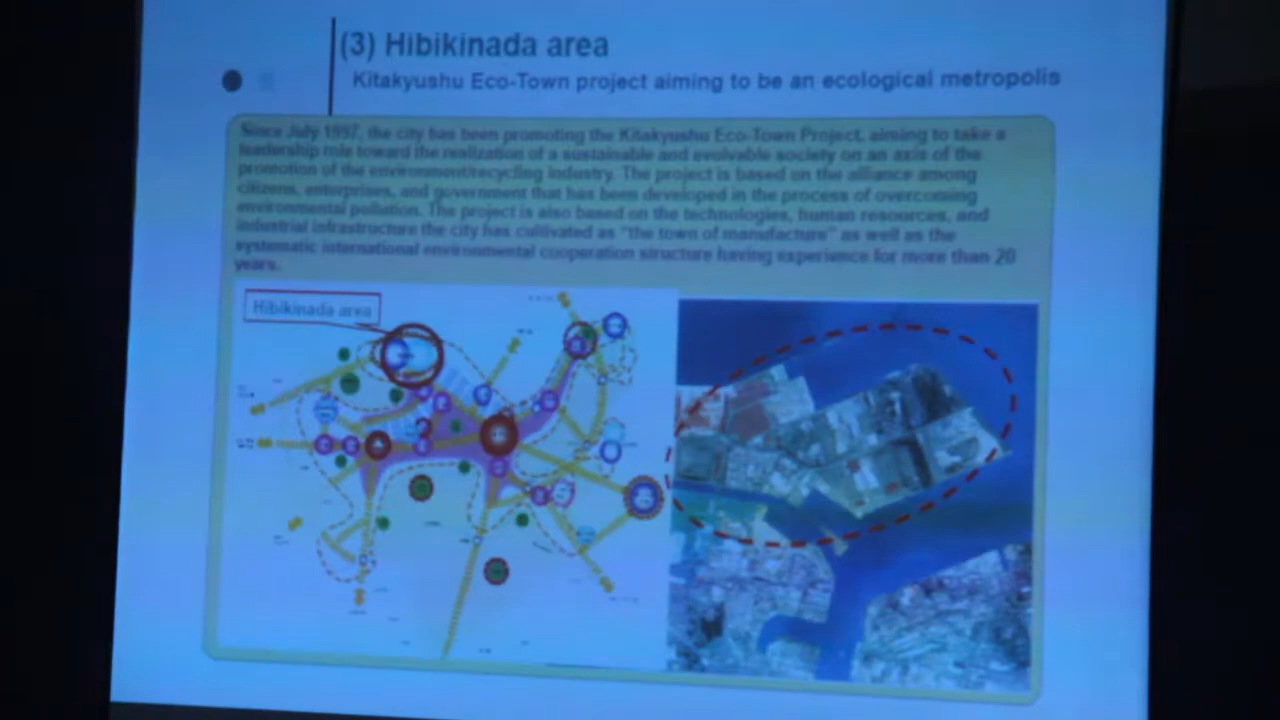 (3) Hibikinada area
Kitakyushu Eco-Town project aiming to be an ecological metropolis
Since July 1997, the city has been promoting the Kitakyushu Eco-Town Project, aiming to take a
leadership role toward the realization of a sustainable and evolvable society on an axis of the
promotion of the environment/recycling industry. The project is based on the alliance among
citizens, enterprises, and government that has been developed in the process of overcoming
environmental pollution. The project is also based on the technologies, human resources, and
industrial infrastructure the city has cultivated as "the town of manufacture" as well as the
systematic international environmental cooperation structure having experience for more than 20
years.
Hibikinada area